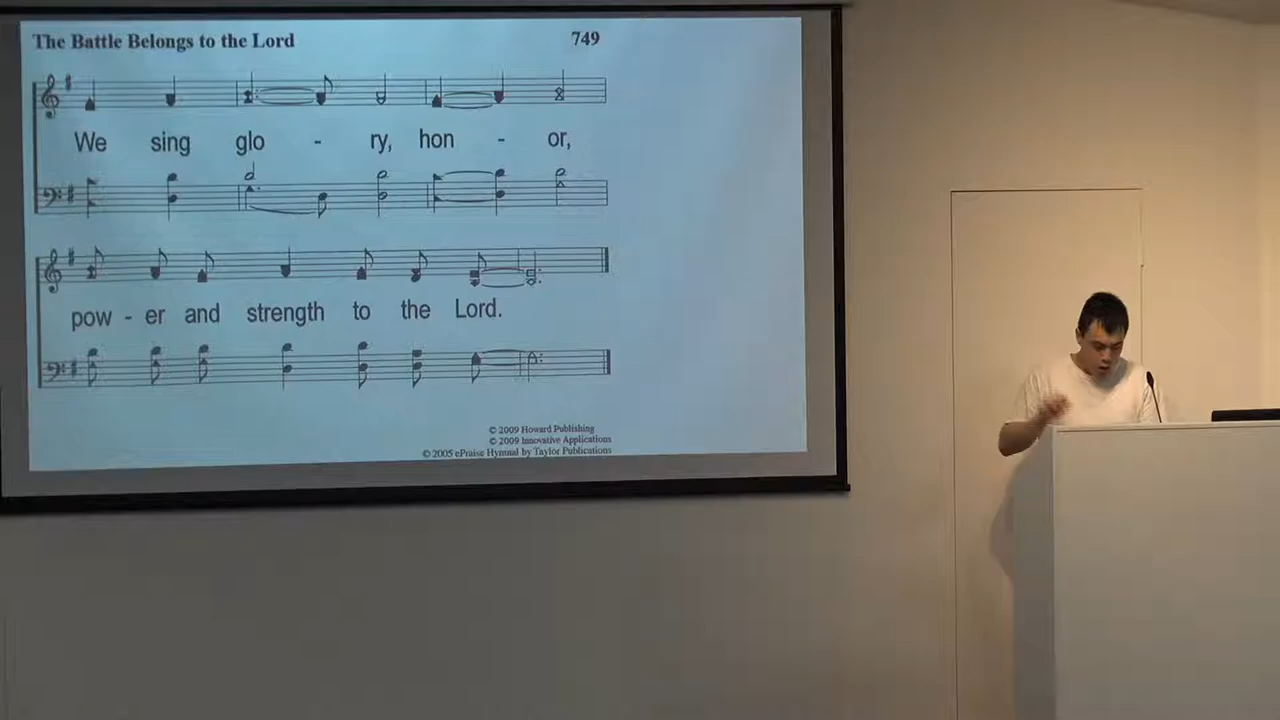 The Battle Belongs to the Lord 749
We sing glo - ry, hon - or,
pow - er and strength to the Lord.
© 2009 Howard Publishing
© 2009 Innovative Applications
© 2005 ePraise Hymnal by Taylor Publications